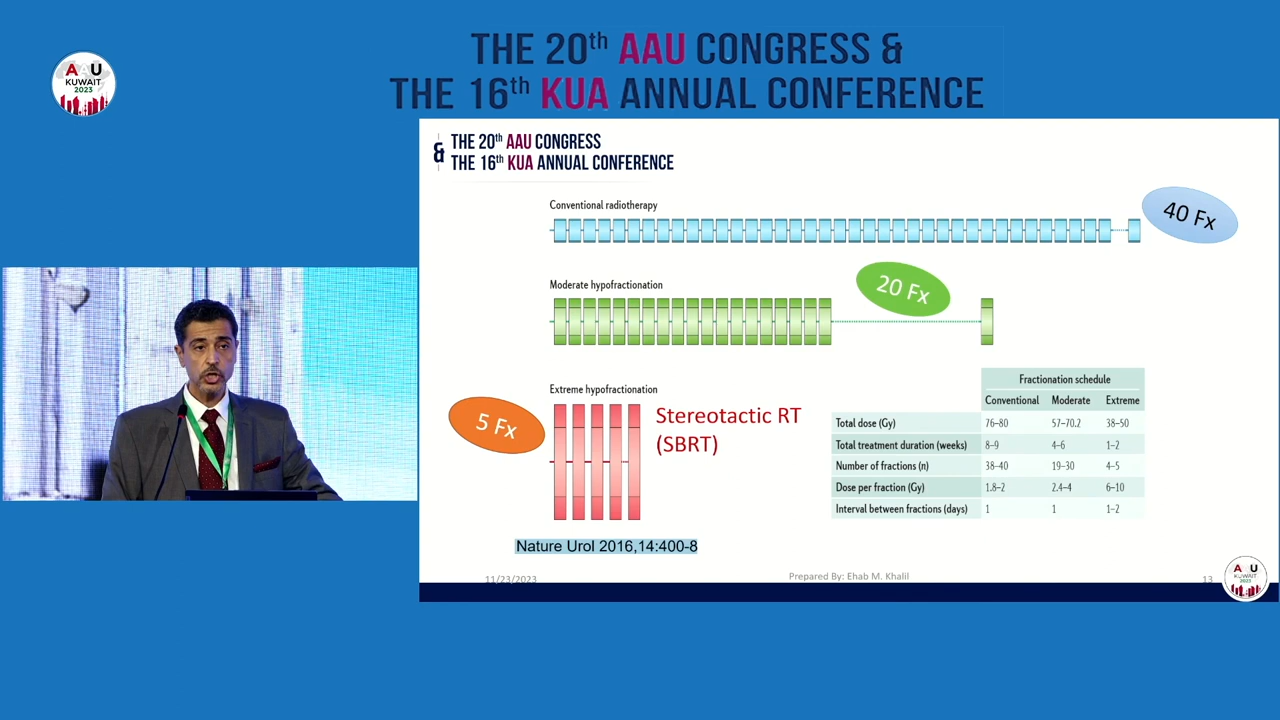 THE 20th AAU CONGRESS &
THE 16th KUA ANNUAL CONFERENCE
AAU
KUWAIT
2023
& THE 20th AAU CONGRESS
THE 16th KUA ANNUAL CONFERENCE
Conventional radiotherapy
40 Fx
Moderate hypofractionation
20 Fx
Extreme hypofractionation
5 Fx
Stereotactic RT
(SBRT)
Fractionation schedule
Conventional Moderate Extreme
Total dose (Gy) 76–80 57–70.2 38–50
Total treatment duration (weeks) 8–9 4–6 1–2
Number of fractions (n) 38–40 19–30 4–5
Dose per fraction (Gy) 1.8–2 2.4–4 6–10
Interval between fractions (days) 1 1 1–2
Nature Urol 2016,14:400-8
11/23/2023
Prepared By: Ehab M. Khalil
13
AAU
KUWAIT
2023